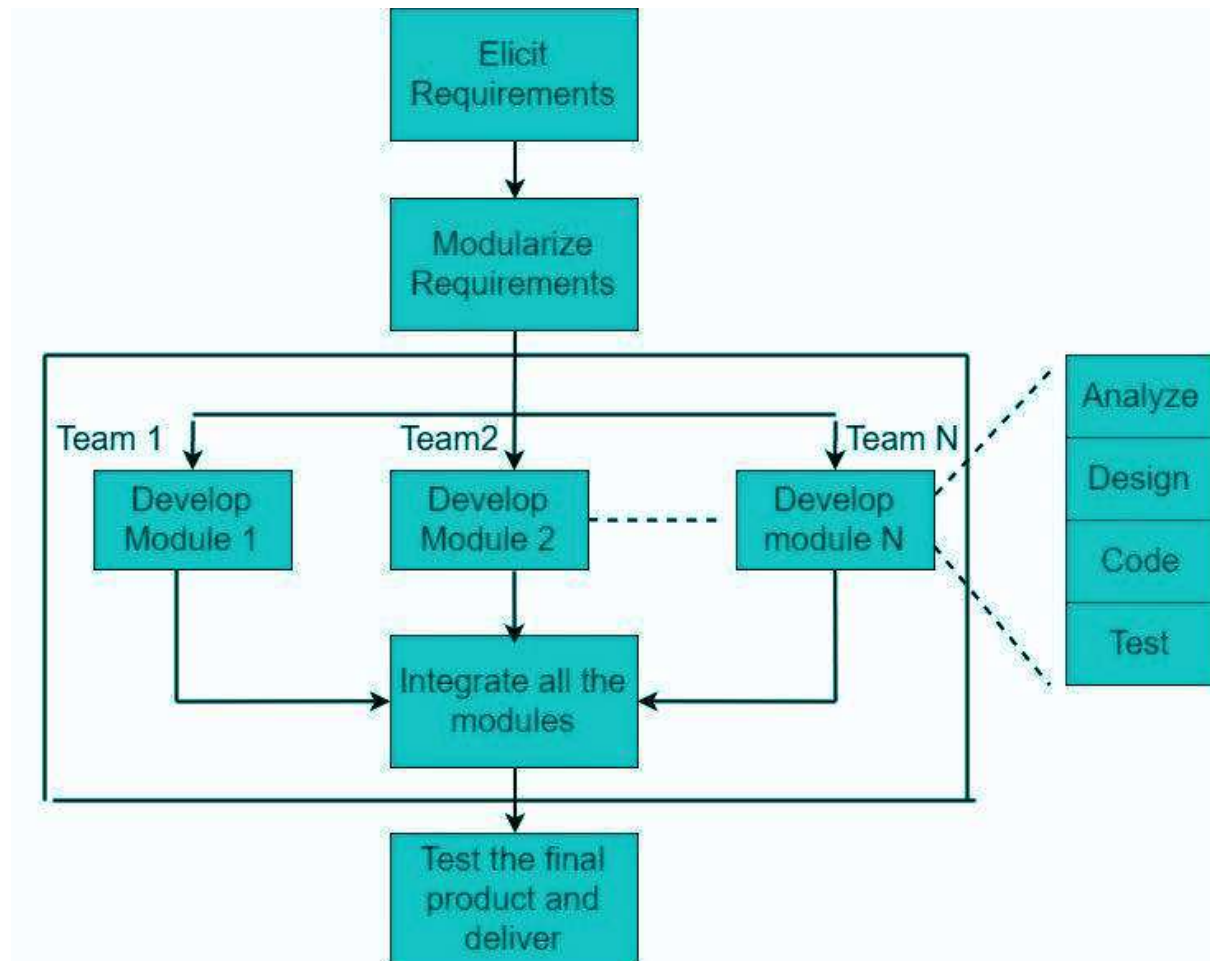 Elicit
Requirements
Modularize
Requirements
Team 1
Team2
Team N
Develop
Module 1
Develop
Module 2
Develop
module N
Analyze
Design
Code
Test
Integrate all the
modules
Test the final
product and
deliver